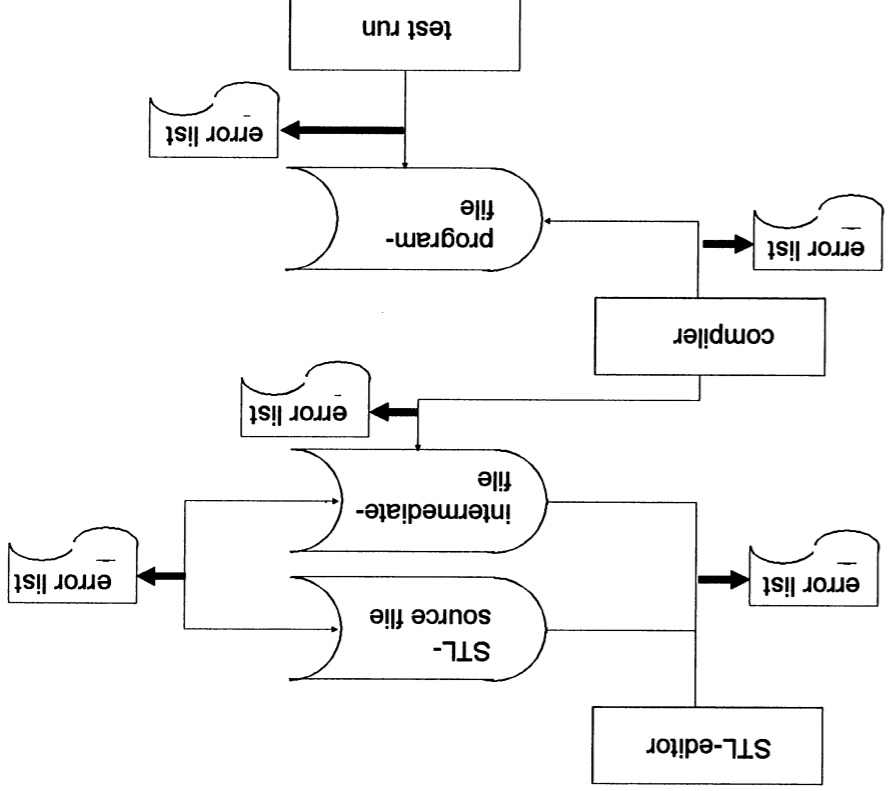 STL-editor
STL-
source file
error list
error list
intermediate-
file
error list
compiler
error list
program-
file
error list
test run